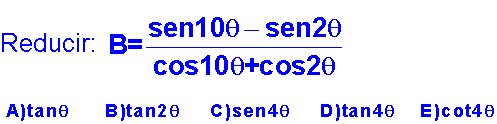 Reducir: B= sen10θ – sen2θ / cos10θ+cos2θ
A)tanθ B)tan2θ C)sen4θ D)tan4θ E)cot4θ